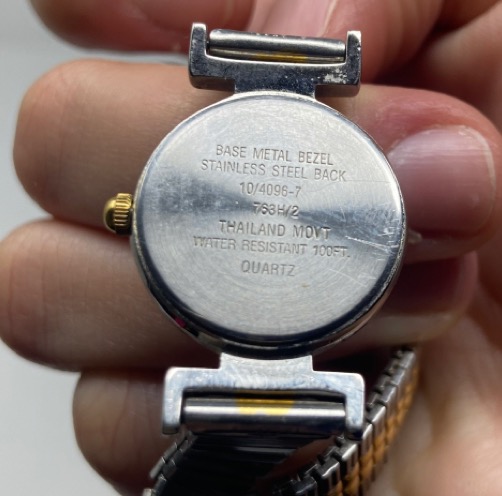 BASE METAL BEZEL
STAINLESS STEEL BACK
10/4096-7
763H/2
THAILAND MOVT
WATER RESISTANT 100FT.
QUARTZ